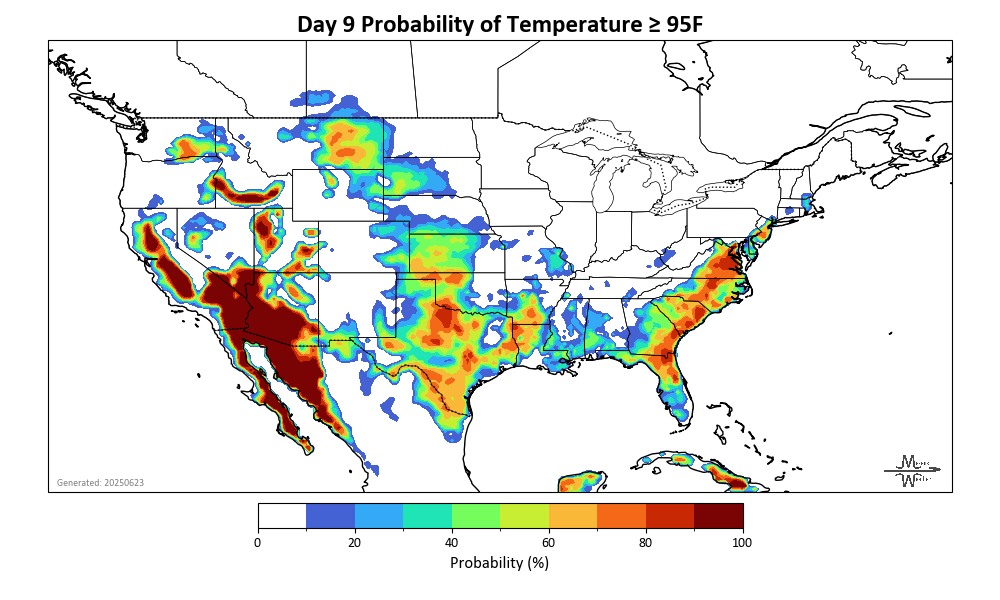 Day 9 Probability of Temperature ≥ 95F
Generated: 20250623
0 20 40 60 80 100
Probability (%)